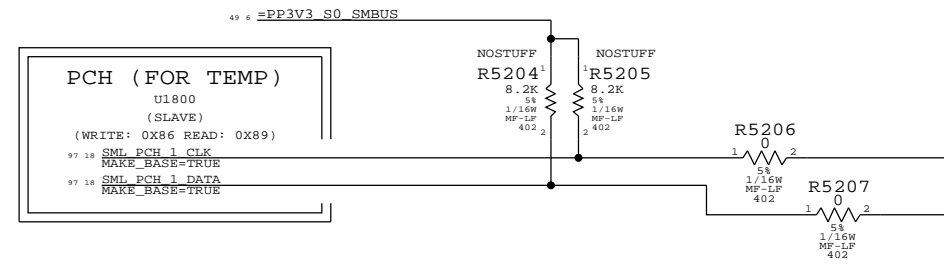 49 6 =PP3V3_S0_SMBUS
PCH (FOR TEMP)
U1800
(SLAVE)
(WRITE: 0X86 READ: 0X89)
97 18 SML_PCH_1_CLK
MAKE_BASE=TRUE
97 18 SML_PCH_1_DATA
MAKE_BASE=TRUE
NOSTUFF
R5204
1
8.2K
5%
1/16W
MF-LF
402
2
NOSTUFF
1
R5205
8.2K
5%
1/16W
MF-LF
402
2
R5206
1 0 2
5%
1/16W
MF-LF
402
R5207
1 0 2
5%
1/16W
MF-LF
402